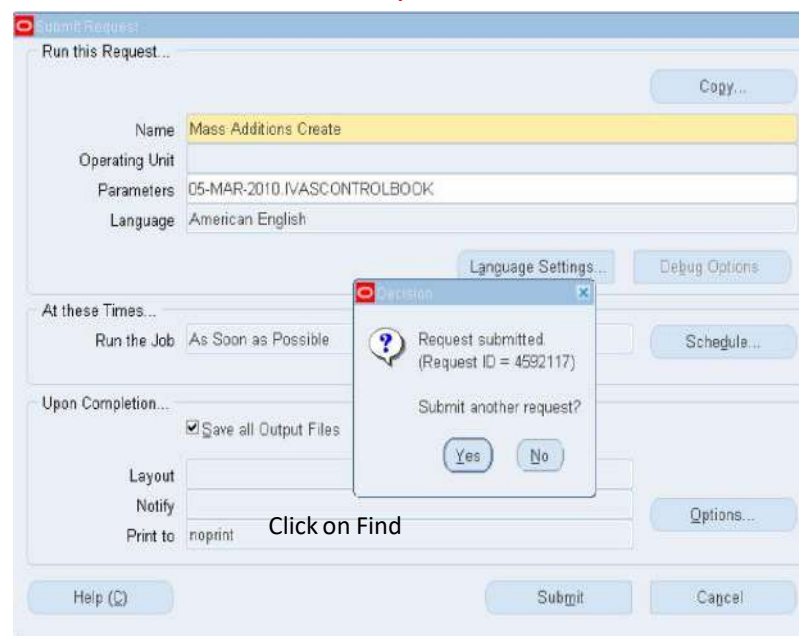 Submit Request
Run this Request...
Copy...
Name Mass Additions Create
Operating Unit
Parameters 05-MAR-2010.IVASCONTROLBOOK
Language American English
Language Settings... Debug Options
At these Times...
Run the Job As Soon as Possible
Schedule...
Decision
Request submitted.
(Request ID = 4592117)
Submit another request?
Yes No
Upon Completion...
Save all Output Files
Layout
Notify
Options...
Print to noprint
Click on Find
Help (C) Submit Cancel